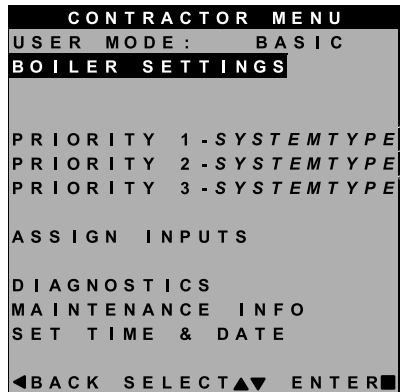 CONTRACTOR MENU
USER MODE: BASIC
BOILER SETTINGS
PRIORITY 1-SYSTEMTYPE
PRIORITY 2-SYSTEMTYPE
PRIORITY 3-SYSTEMTYPE
ASSIGN INPUTS
DIAGNOSTICS
MAINTENANCE INFO
SET TIME & DATE
◀BACK SELECT▲▼ ENTER■